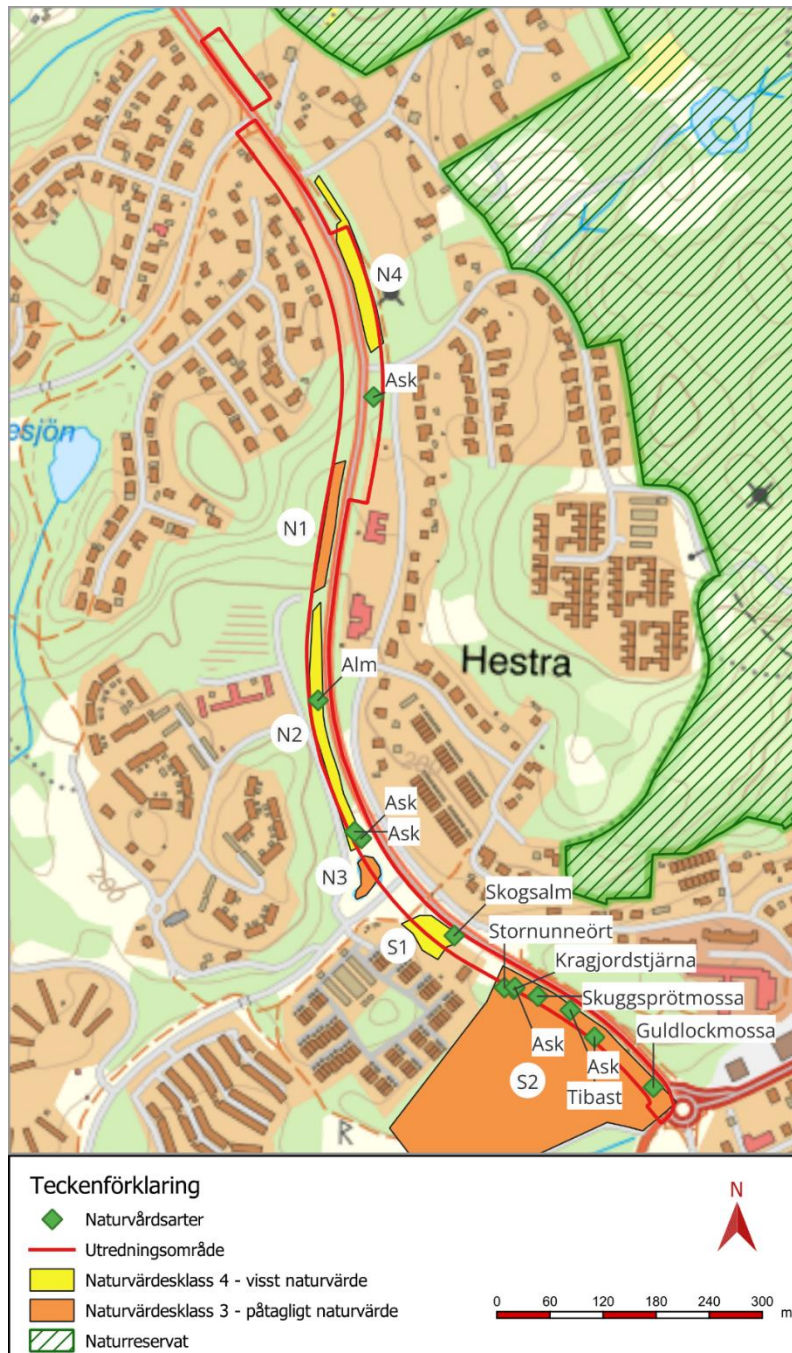 N4
Ask
esjön
N1
Hestra
Alm
N2
Ask
Ask
N3
Skogsalm
Stornunneört
S1
Kragjordstjärna
Skuggsprötmossa
Guldlockmossa
Ask
Ask
S2
Tibast
R
Teckenförklaring
Naturvårdsarter
Utredningsområde
Naturvärdesklass 4 - visst naturvärde
Naturvärdesklass 3 - påtagligt naturvärde
Naturreservat
N
0 60 120 180 240 300
m